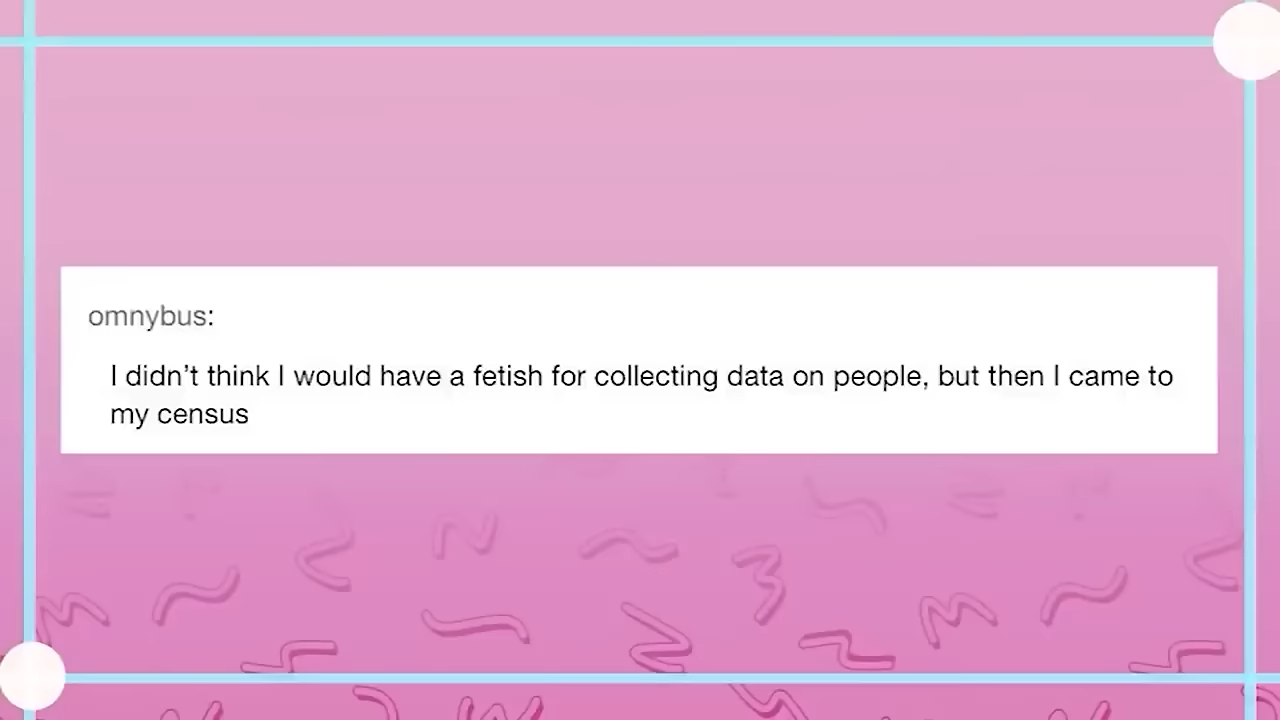 omnybus:
I didn’t think I would have a fetish for collecting data on people, but then I came to
my census